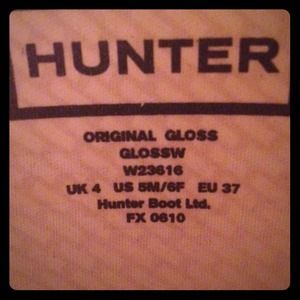 HUNTER
ORIGINAL GLOSS
GLOSSW
W23616
UK 4 US 5M/6F EU 37
Hunter Boot Ltd.
FX 0610